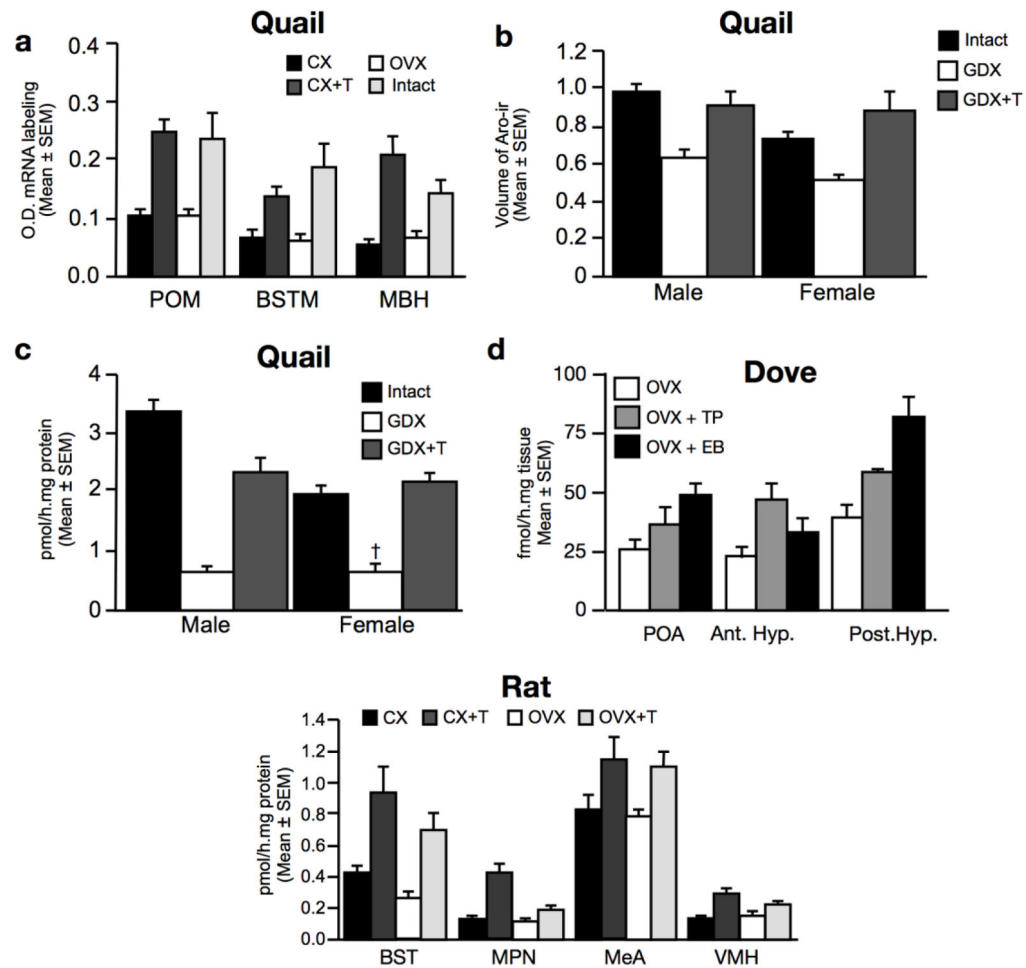 a
Quail
O.D. mRNA labeling
(Mean ± SEM)
0.4
0.3
0.2
0.1
0.0
CX
OVX
CX+T
Intact
POM
BSTM
MBH
b
Quail
Volume of Aro-ir
(Mean ± SEM)
1.2
1.0
0.8
0.6
0.4
0.2
0
Intact
GDX
GDX+T
Male
Female
c
Quail
pmol/h.mg protein
(Mean ± SEM)
4
3
2
1
0
Intact
GDX
GDX+T
†
Male
Female
d
Dove
fmol/h.mg tissue
Mean ± SEM)
100
75
50
25
0
OVX
OVX + TP
OVX + EB
POA
Ant. Hyp.
Post.Hyp.
Rat
pmol/h.mg protein
(Mean ± SEM)
1.4
1.2
1.0
0.8
0.6
0.4
0.2
0.0
CX
CX+T
OVX
OVX+T
BST
MPN
MeA
VMH